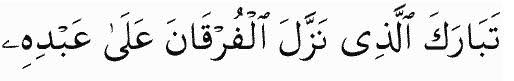 تَبَارَكَ ٱلَّذِى نَزَّلَ ٱلْفُرْقَانَ عَلَىٰ عَبْدِهِۦ